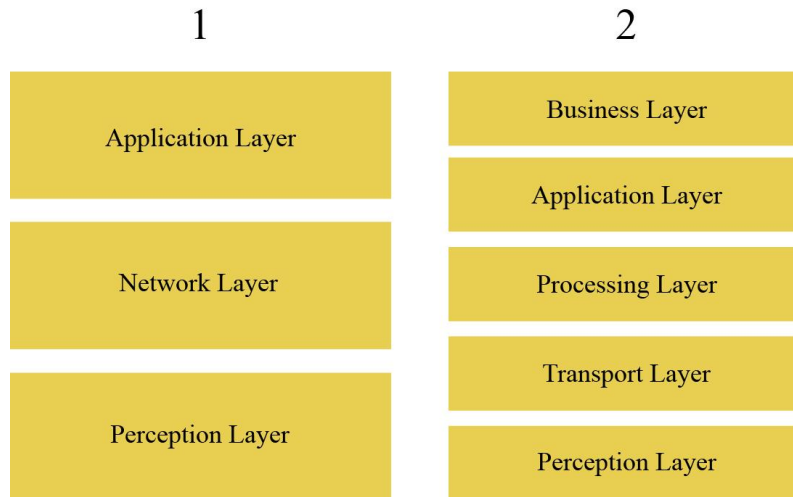 1
Application Layer
Network Layer
Perception Layer
2
Business Layer
Application Layer
Processing Layer
Transport Layer
Perception Layer